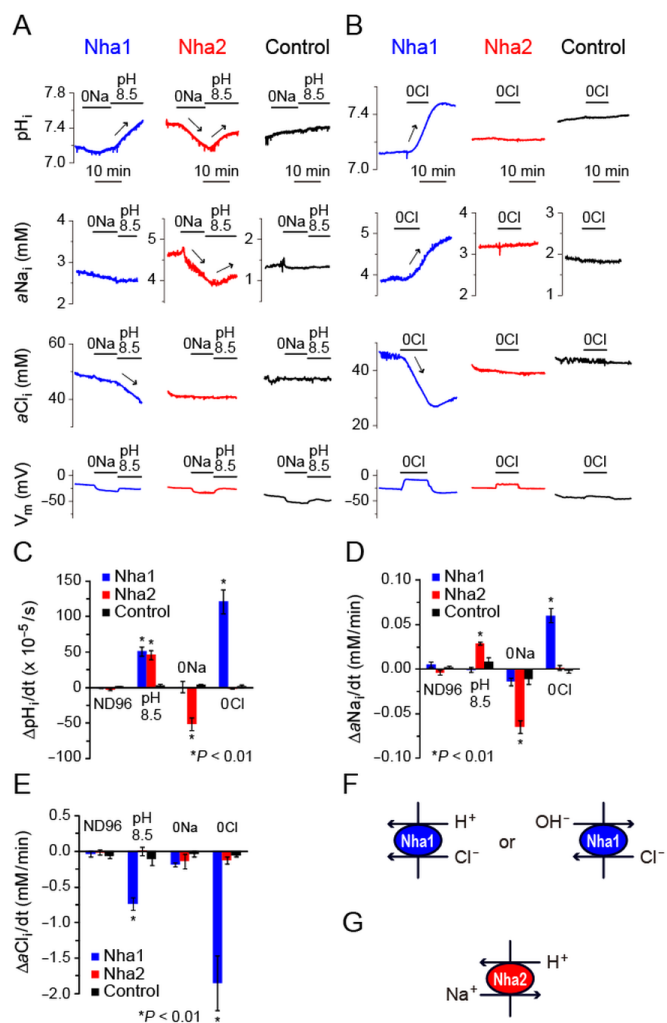 A
B
Nha1 Nha2 Control
Nha1 Nha2 Control
pHi
7.8
7.4
7.0
0Na pH 8.5
0Na pH 8.5
0Na pH 8.5
10 min
10 min
10 min
7.4
7.0
0Cl
0Cl
0Cl
10 min
10 min
10 min
aNai (mM)
4
3
2
0Na pH 8.5
5
4
0Na pH 8.5
2
1
0Na pH 8.5
5
4
3
0Cl
4
3
2
0Cl
3
2
1
0Cl
aCli (mM)
60
40
0Na pH 8.5
0Na pH 8.5
0Na pH 8.5
40
20
0Cl
0Cl
0Cl
Vm (mV)
0
−50
0Na pH 8.5
0Na pH 8.5
0Na pH 8.5
0
−50
0Cl
0Cl
0Cl
C
ΔpHi/dt (x 10−5/s)
150
100
50
0
−50
−100
Nha1
Nha2
Control
ND96
* *
pH 8.5
0Na
*
*
0Cl
*P < 0.01
D
ΔaNai/dt (mM/min)
0.10
0.05
0.00
−0.05
−0.10
Nha1
Nha2
Control
ND96
*
pH 8.5
0Na
*
*
0Cl
*P < 0.01
E
ΔaCli/dt (mM/min)
0.5
0.0
−0.5
−1.0
−1.5
−2.0
ND96
pH 8.5
0Na
0Cl
*
*
Nha1
Nha2
Control
*P < 0.01
F
H+
Nha1
Cl−
or
OH−
Nha1
Cl−
G
H+
Nha2
Na+